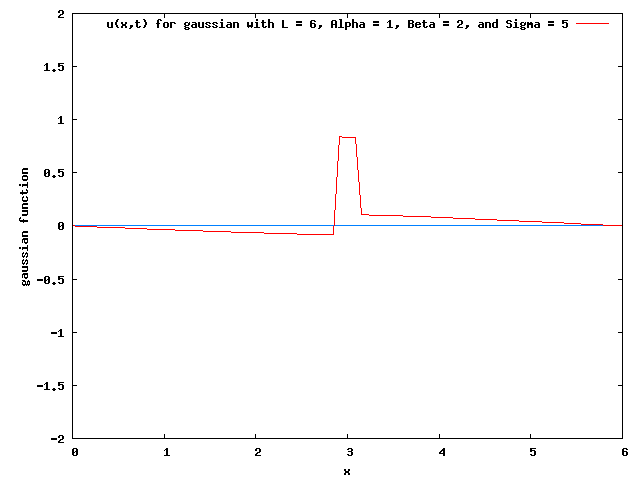 u(x,t) for gaussian with L = 6, Alpha = 1, Beta = 2, and Sigma = 5
2
1.5
1
0.5
0
-0.5
-1
-1.5
-2
gaussian function
0 1 2 3 4 5 6
x